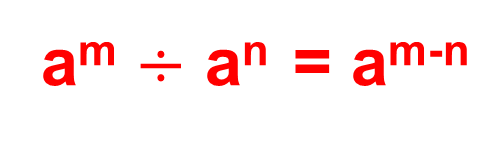 aᵐ ÷ aⁿ = aᵐ⁻ⁿ